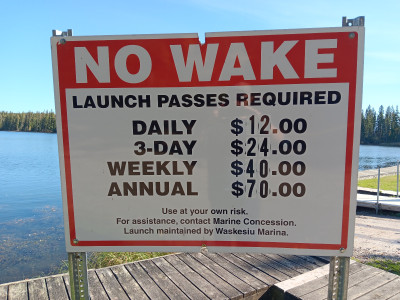 NO WAKE
LAUNCH PASSES REQUIRED
DAILY $12.00
3-DAY $24.00
WEEKLY $40.00
ANNUAL $70.00
Use at your own risk.
For assistance, contact Marine Concession.
Launch maintained by Waskesiu Marina.